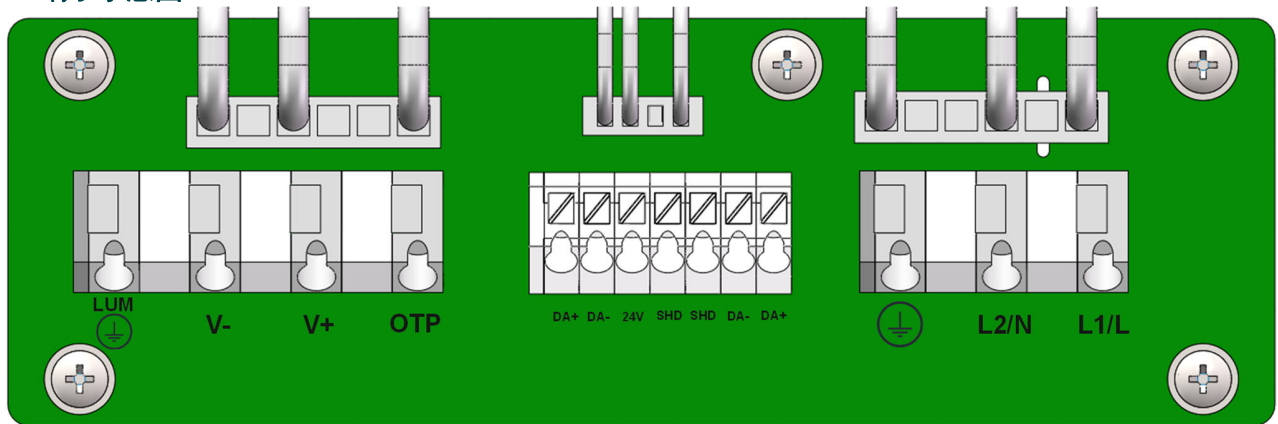 LUM
V-
V+
OTP
DA+ DA- 24V SHD SHD DA- DA+
L2/N
L1/L